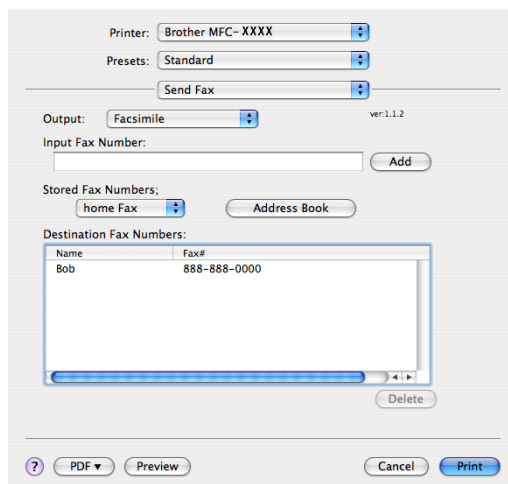 Printer: Brother MFC-XXXX
Presets: Standard
Send Fax
Output: Facsimile ver:1.1.2
Input Fax Number:
Add
Stored Fax Numbers;
home Fax Address Book
Destination Fax Numbers:
Name Fax#
Bob 888-888-0000
Delete
? PDF▼ Preview Cancel Print